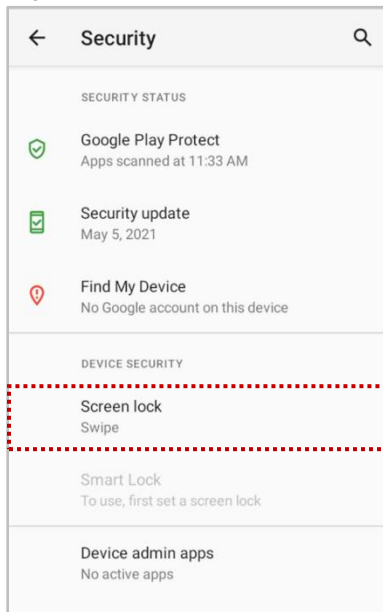 Security
SECURITY STATUS
Google Play Protect
Apps scanned at 11:33 AM
Security update
May 5, 2021
Find My Device
No Google account on this device
DEVICE SECURITY
Screen lock
Swipe
Smart Lock
To use, first set a screen lock
Device admin apps
No active apps